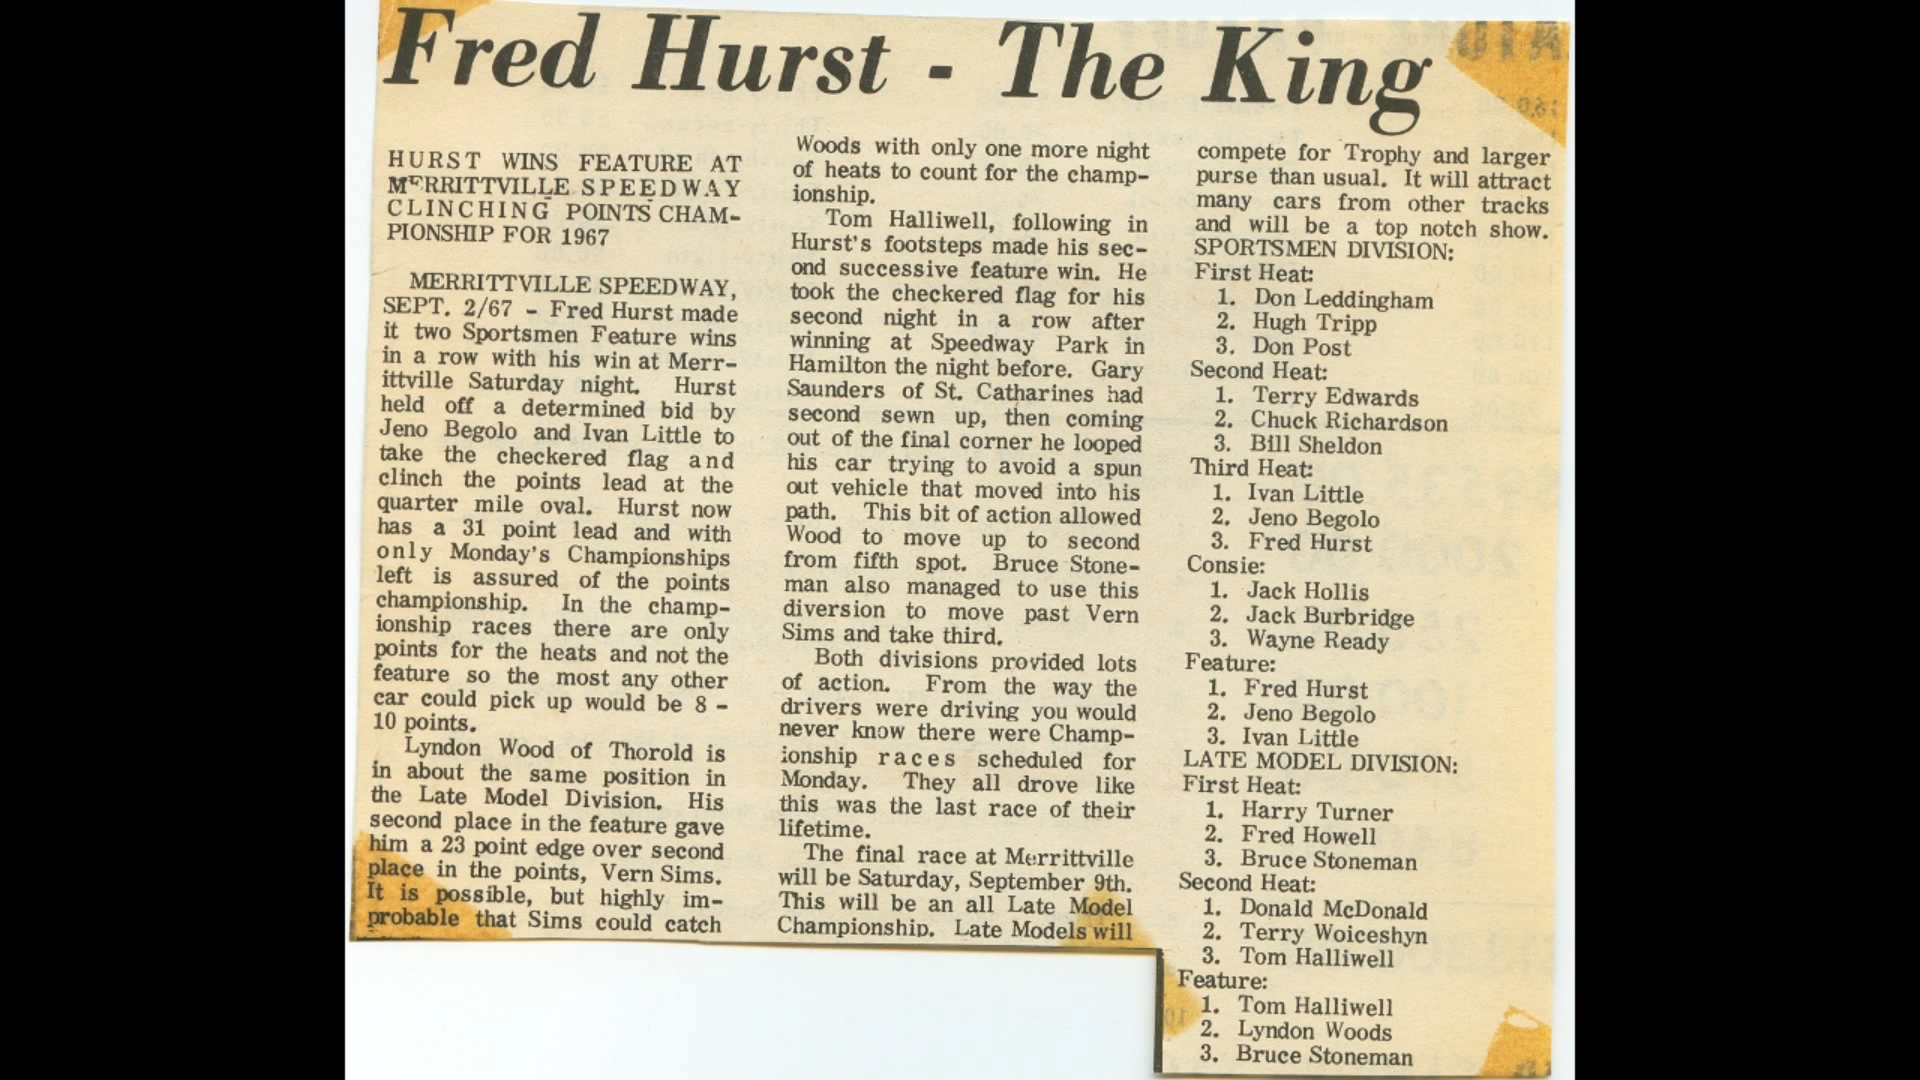 Fred Hurst - The King
HURST WINS FEATURE AT
MERRITTVILLE SPEEDWAY
CLINCHING POINTS CHAM-
PIONSHIP FOR 1967
MERRITTVILLE SPEEDWAY,
SEPT. 2/67 - Fred Hurst made
it two Sportsmen Feature wins
in a row with his win at Merr-
ittville Saturday night. Hurst
held off a determined bid by
Jeno Begolo and Ivan Little to
take the checkered flag and
clinch the points lead at the
quarter mile oval. Hurst now
has a 31 point lead and with
only Monday's Championships
left is assured of the points
championship. In the champ-
ionship races there are only
points for the heats and not the
feature so the most any other
car could pick up would be 8 -
10 points.
Lyndon Wood of Thorold is
in about the same position in
the Late Model Division. His
second place in the feature gave
him a 23 point edge over second
place in the points, Vern Sims.
It is possible, but highly im-
probable that Sims could catch
Woods with only one more night
of heats to count for the champ-
ionship.
Tom Halliwell, following in
Hurst's footsteps made his sec-
ond successive feature win. He
took the checkered flag for his
second night in a row after
winning at Speedway Park in
Hamilton the night before. Gary
Saunders of St. Catharines had
second sewn up, then coming
out of the final corner he looped
his car trying to avoid a spun
out vehicle that moved into his
path. This bit of action allowed
Wood to move up to second
from fifth spot. Bruce Stone-
man also managed to use this
diversion to move past Vern
Sims and take third.
Both divisions provided lots
of action. From the way the
drivers were driving you would
never know there were Champ-
ionship races scheduled for
Monday. They all drove like
this was the last race of their
lifetime.
The final race at Merrittville
will be Saturday, September 9th.
This will be an all Late Model
Championship. Late Models will
compete for Trophy and larger
purse than usual. It will attract
many cars from other tracks
and will be a top notch show.
SPORTSMEN DIVISION:
First Heat:
1. Don Leddingham
2. Hugh Tripp
3. Don Post
Second Heat:
1. Terry Edwards
2. Chuck Richardson
3. Bill Sheldon
Third Heat:
1. Ivan Little
2. Jeno Begolo
3. Fred Hurst
Consie:
1. Jack Hollis
2. Jack Burbridge
3. Wayne Ready
Feature:
1. Fred Hurst
2. Jeno Begolo
3. Ivan Little
LATE MODEL DIVISION:
First Heat:
1. Harry Turner
2. Fred Howell
3. Bruce Stoneman
Second Heat:
1. Donald McDonald
2. Terry Woiceshyn
3. Tom Halliwell
Feature:
1. Tom Halliwell
2. Lyndon Woods
3. Bruce Stoneman